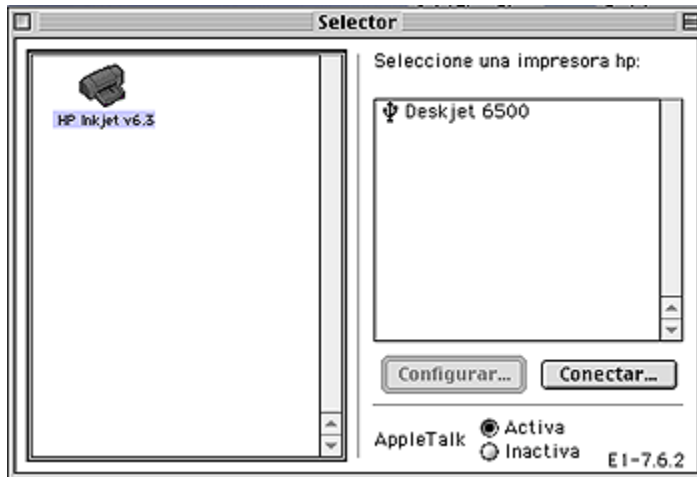 Selector
HP Inkjet v6.3
Seleccione una impresora hp:
Deskjet 6500
Configurar...
Conectar...
AppleTalk
Activa
Inactiva
E1-7.6.2